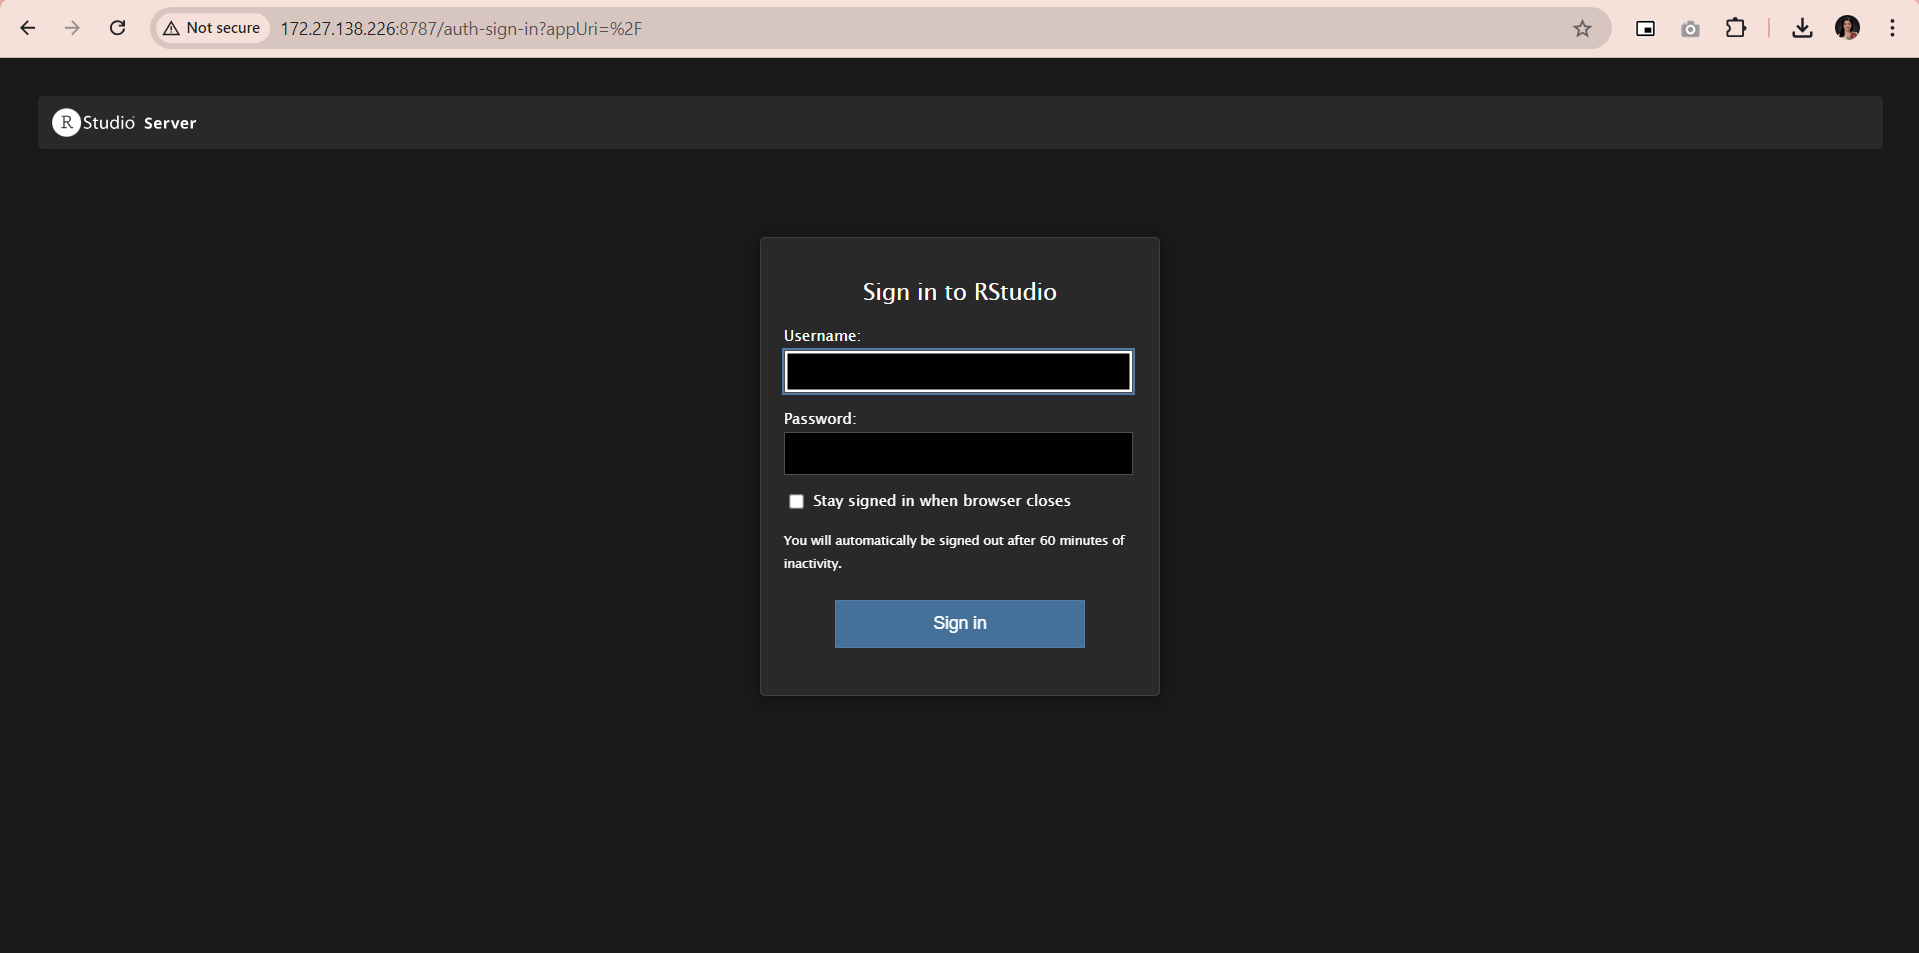 Not secure
172.27.138.226:8787/auth-sign-in?appUri=%2F
R Studio Server
Sign in to RStudio
Username:
Password:
Stay signed in when browser closes
You will automatically be signed out after 60 minutes of
inactivity.
Sign in